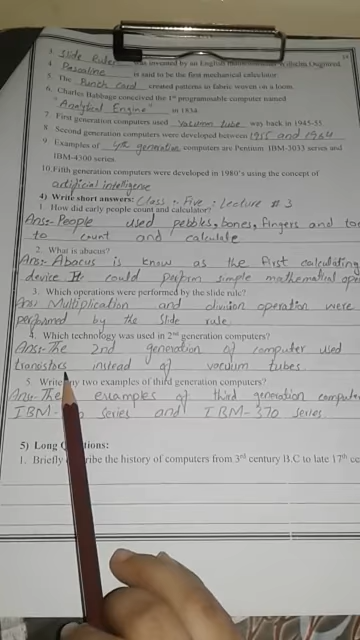 3. Slide Rules was invented by an English
4. Pascaline is said to be the first mechanical calculator.
5. The Punch card created patterns to fabric woven on a loom.
6. Charles Babbage conceived the 1st programmable computer named
"Analytical Engine" in 1834
7. First generation computers used vacuum tube way back in 1945-55
8. Second generation computers were developed between 1955 and 1964
9. Examples of 4th generation computers are Pentium IBM-3033 series and
IBM-4300 series.
10. Fifth generation computers were developed in 1980's using the concept of
artificial intelligence
4) Write short answers: Class :- Five : Lecture # 3
1. How did early people count and calculator?
Ans:- People used pebbles, bones, fingers and
to count and calculate
2. What is abacus?
Ans:- Abacus is know as the first calculating
device It could perform simple mathematical
3. Which operations were performed by the slide rule?
Ans Multiplication and division operation were
performed by the slide rule.
4. Which technology was used in 2nd generation computers?
Ans:- The 2nd generation of computer used
tranoistors instead of vacuum tubes.
5. Write any two examples of third generation computers?
Ans:- The examples of third generation
IBM- series and IBM-370 series.
5) Long
1. Briefly the history of computers from 3rd century B.C to late 17th